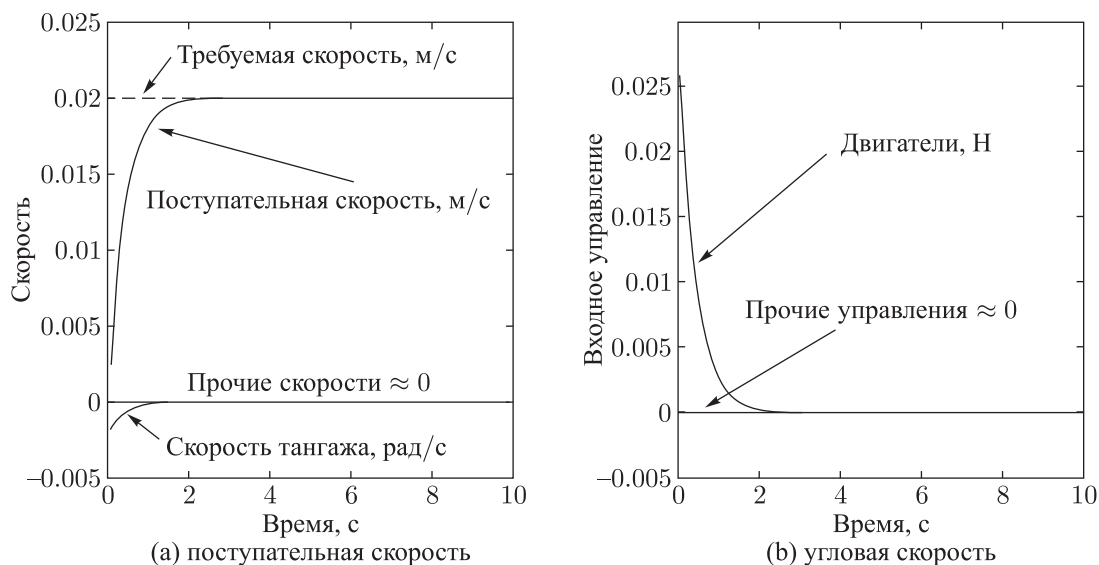 0.025
0.02
0.015
0.01
0.005
0
−0.005
Скорость
Требуемая скорость, м/с
Поступательная скорость, м/с
Прочие скорости ≈ 0
Скорость тангажа, рад/с
0 2 4 6 8 10
Время, с
(a) поступательная скорость
0.025
0.02
0.015
0.01
0.005
0
−0.005
Входное управление
Двигатели, Н
Прочие управления ≈ 0
0 2 4 6 8 10
Время, с
(b) угловая скорость